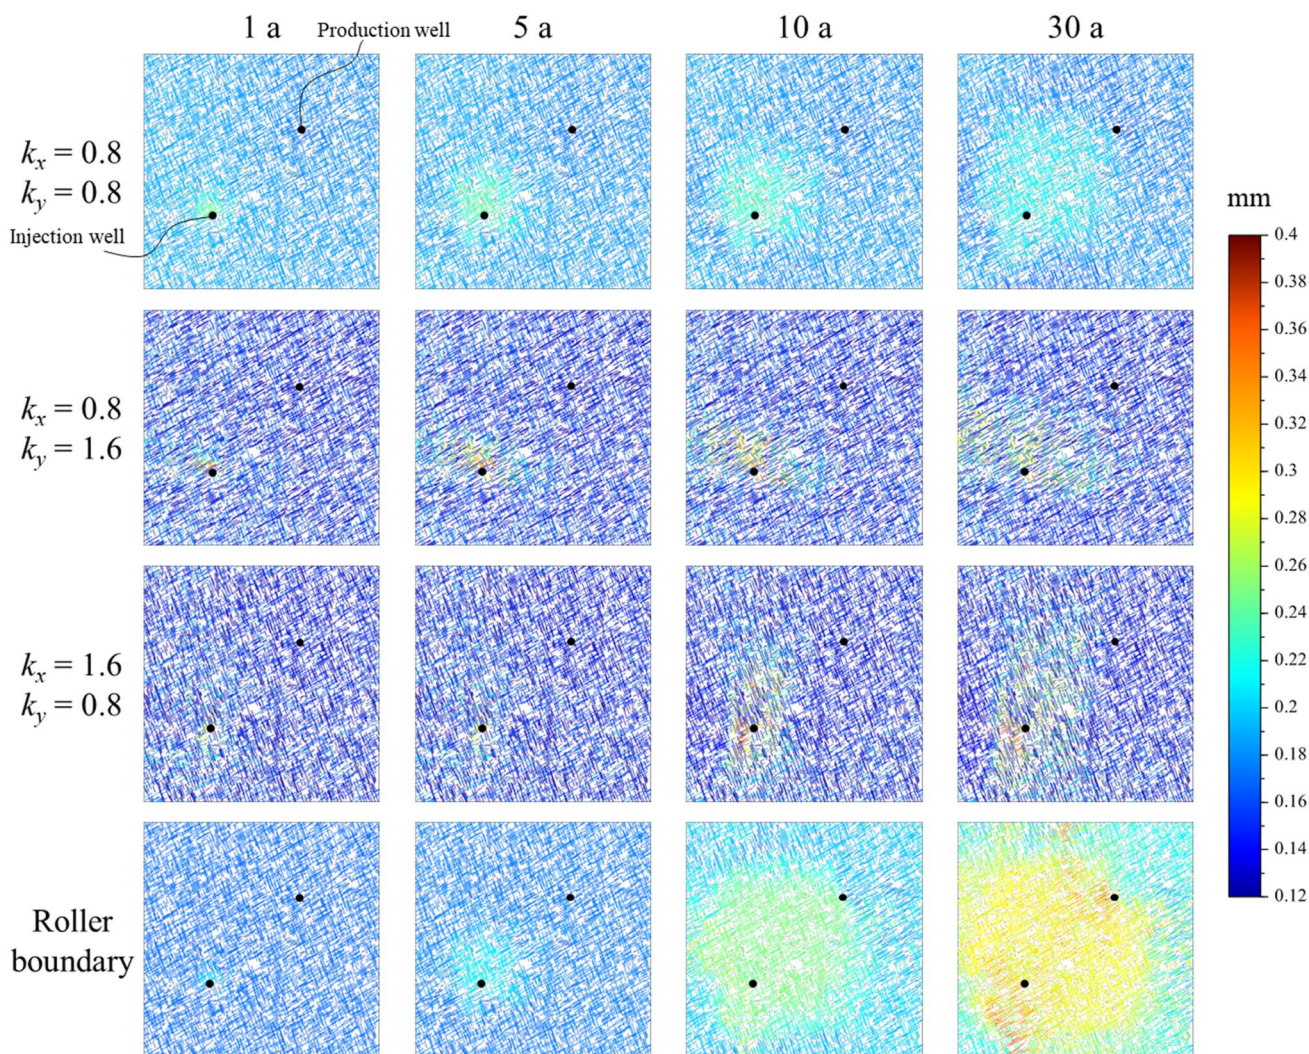 1 a
Production well
5 a
10 a
30 a
kx = 0.8
ky = 0.8
Injection well
mm
0.4
0.38
0.36
0.34
0.32
0.3
0.28
0.26
0.24
0.22
0.2
0.18
0.16
0.14
0.12
kx = 0.8
ky = 1.6
kx = 1.6
ky = 0.8
Roller
boundary